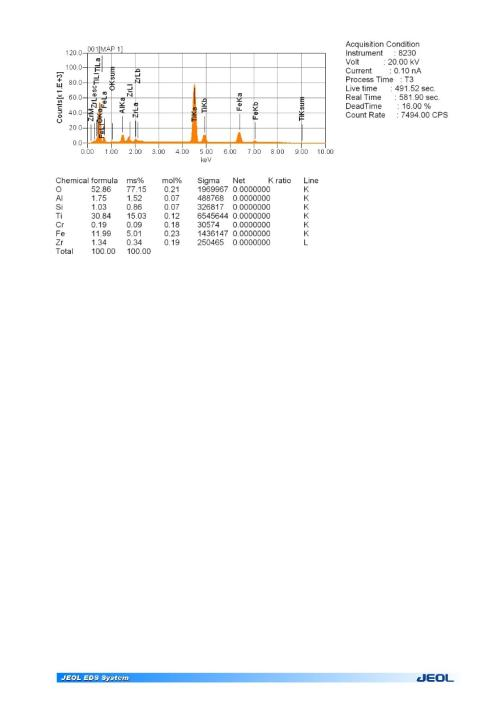 001[MAP 1]
Counts[x 1.E+3]
120.0
100.0
80.0
60.0
40.0
20.0
0.0
ZrM
ZrLesc
TiLl
TiLa
FeLa
OKsum
AlKa
ZrLl
ZrLa
ZrLb
TiKa
TiKb
FeKa
FeKb
TiKsum
0.00 1.00 2.00 3.00 4.00 5.00 6.00 7.00 8.00 9.00 10.00
keV
Acquisition Condition
Instrument : 8230
Volt : 20.00 kV
Current : 0.10 nA
Process Time : T3
Live time : 491.52 sec.
Real Time : 581.90 sec.
DeadTime : 16.00 %
Count Rate : 7494.00 CPS
Chemical formula ms% mol% Sigma Net K ratio Line
O 52.86 77.15 0.21 1969967 0.0000000 K
Al 1.75 1.52 0.07 488768 0.0000000 K
Si 1.03 0.86 0.07 326817 0.0000000 K
Ti 30.84 15.03 0.12 6545644 0.0000000 K
Cr 0.19 0.09 0.18 30574 0.0000000 K
Fe 11.99 5.01 0.23 1436147 0.0000000 K
Zr 1.34 0.34 0.19 250465 0.0000000 L
Total 100.00 100.00
JEOL EDS System
JEOL